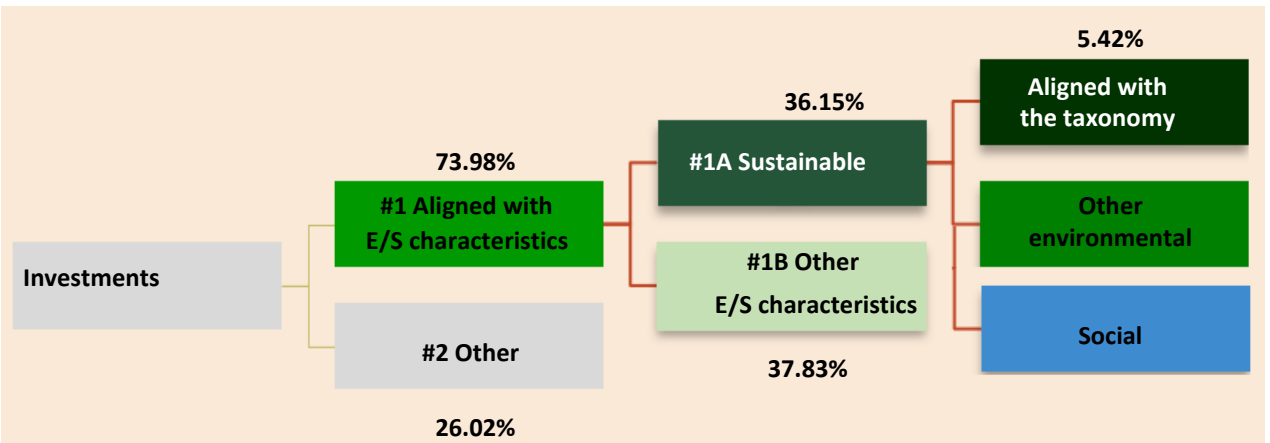 5.42%
Aligned with
the taxonomy
36.15%
#1A Sustainable
73.98%
#1 Aligned with
E/S characteristics
Other
environmental
#1B Other
E/S characteristics
Investments
#2 Other
Social
37.83%
26.02%